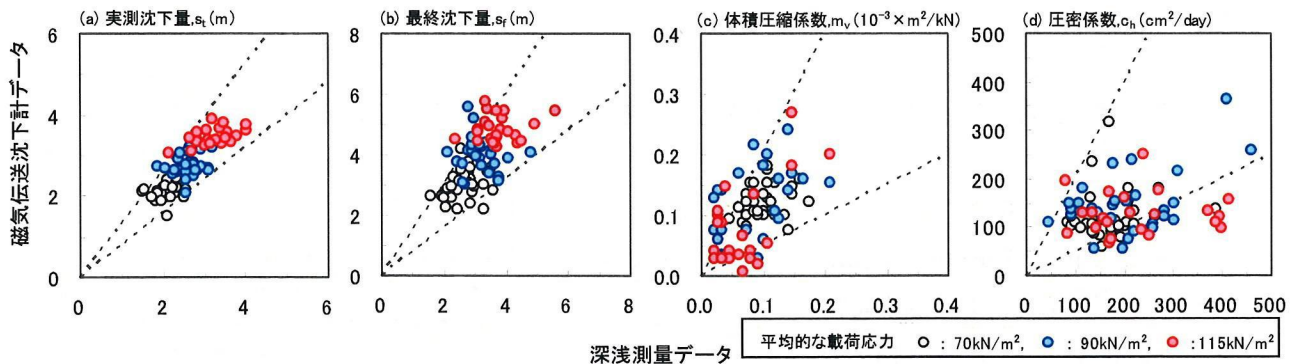 (a) 実測沈下量,st(m)
(b) 最終沈下量,sf(m)
(c) 体積圧縮係数,mv(10⁻³×m²/kN)
(d) 圧密係数,ch(cm²/day)
磁気伝送沈下計データ
6
4
2
0
0 2 4 6
8
6
4
2
0
0 2 4 6 8
0.4
0.3
0.2
0.1
0.0
0.0 0.1 0.2 0.3 0.4
500
400
300
200
100
0
0 100 200 300 400 500
深浅測量データ
平均的な載荷応力 : 70kN/m², : 90kN/m², : 115kN/m²